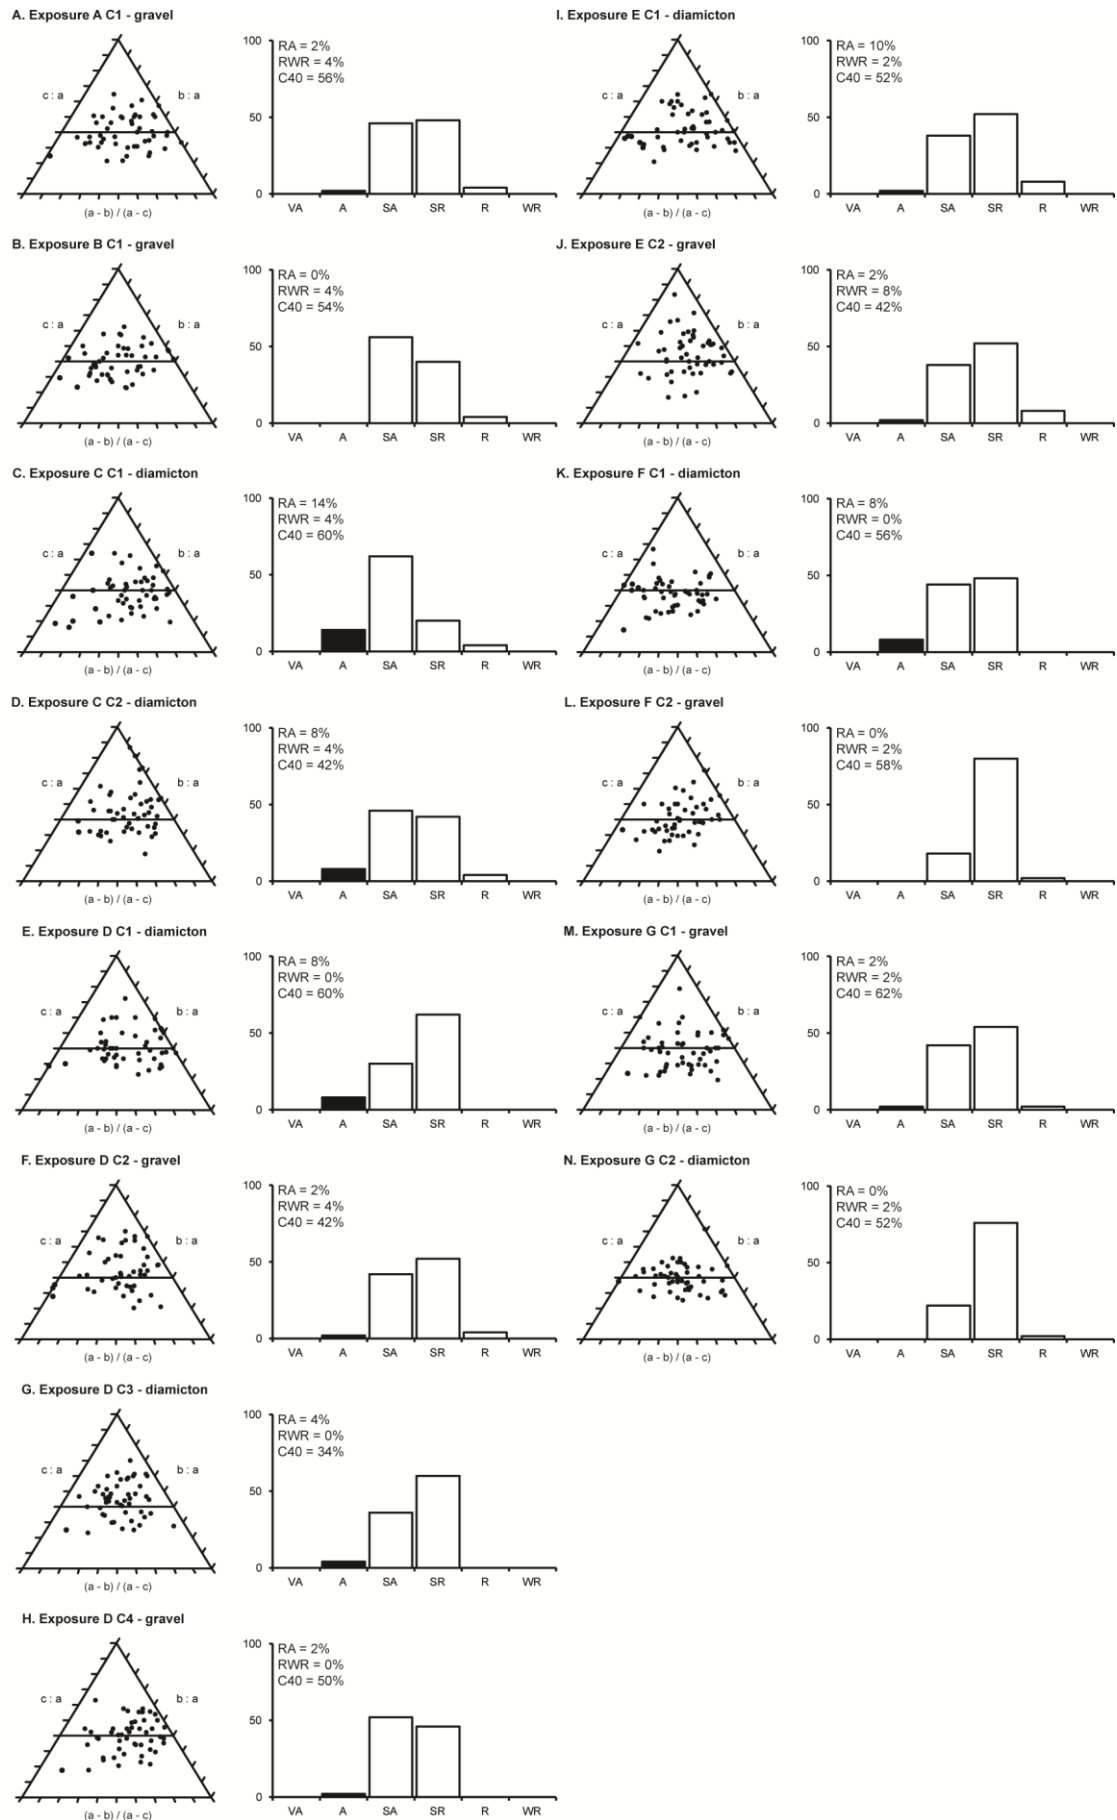 A. Exposure A C1 - gravel
c : a
b : a
(a - b) / (a - c)
100
50
0
RA = 2%
RWR = 4%
C40 = 56%
VA A SA SR R WR
B. Exposure B C1 - gravel
c : a
b : a
(a - b) / (a - c)
100
50
0
RA = 0%
RWR = 4%
C40 = 54%
VA A SA SR R WR
C. Exposure C C1 - diamicton
c : a
b : a
(a - b) / (a - c)
100
50
0
RA = 14%
RWR = 4%
C40 = 60%
VA A SA SR R WR
D. Exposure C C2 - diamicton
c : a
b : a
(a - b) / (a - c)
100
50
0
RA = 8%
RWR = 4%
C40 = 42%
VA A SA SR R WR
E. Exposure D C1 - diamicton
c : a
b : a
(a - b) / (a - c)
100
50
0
RA = 8%
RWR = 0%
C40 = 60%
VA A SA SR R WR
F. Exposure D C2 - gravel
c : a
b : a
(a - b) / (a - c)
100
50
0
RA = 2%
RWR = 4%
C40 = 42%
VA A SA SR R WR
G. Exposure D C3 - diamicton
c : a
b : a
(a - b) / (a - c)
100
50
0
RA = 4%
RWR = 0%
C40 = 34%
VA A SA SR R WR
H. Exposure D C4 - gravel
c : a
b : a
(a - b) / (a - c)
100
50
0
RA = 2%
RWR = 0%
C40 = 50%
VA A SA SR R WR
I. Exposure E C1 - diamicton
c : a
b : a
(a - b) / (a - c)
100
50
0
RA = 10%
RWR = 2%
C40 = 52%
VA A SA SR R WR
J. Exposure E C2 - gravel
c : a
b : a
(a - b) / (a - c)
100
50
0
RA = 2%
RWR = 8%
C40 = 42%
VA A SA SR R WR
K. Exposure F C1 - diamicton
c : a
b : a
(a - b) / (a - c)
100
50
0
RA = 8%
RWR = 0%
C40 = 56%
VA A SA SR R WR
L. Exposure F C2 - gravel
c : a
b : a
(a - b) / (a - c)
100
50
0
RA = 0%
RWR = 2%
C40 = 58%
VA A SA SR R WR
M. Exposure G C1 - gravel
c : a
b : a
(a - b) / (a - c)
100
50
0
RA = 2%
RWR = 2%
C40 = 62%
VA A SA SR R WR
N. Exposure G C2 - diamicton
c : a
b : a
(a - b) / (a - c)
100
50
0
RA = 0%
RWR = 2%
C40 = 52%
VA A SA SR R WR